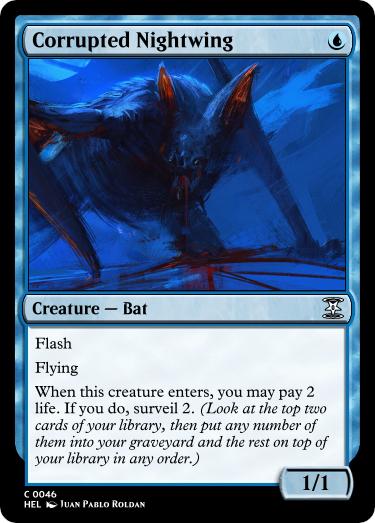 Corrupted Nightwing
Creature — Bat
Flash
Flying
When this creature enters, you may pay 2
life. If you do, surveil 2. (Look at the top two
cards of your library, then put any number of
them into your graveyard and the rest on top of
your library in any order.)
1/1
C 0046
HEL Juan Pablo Roldan